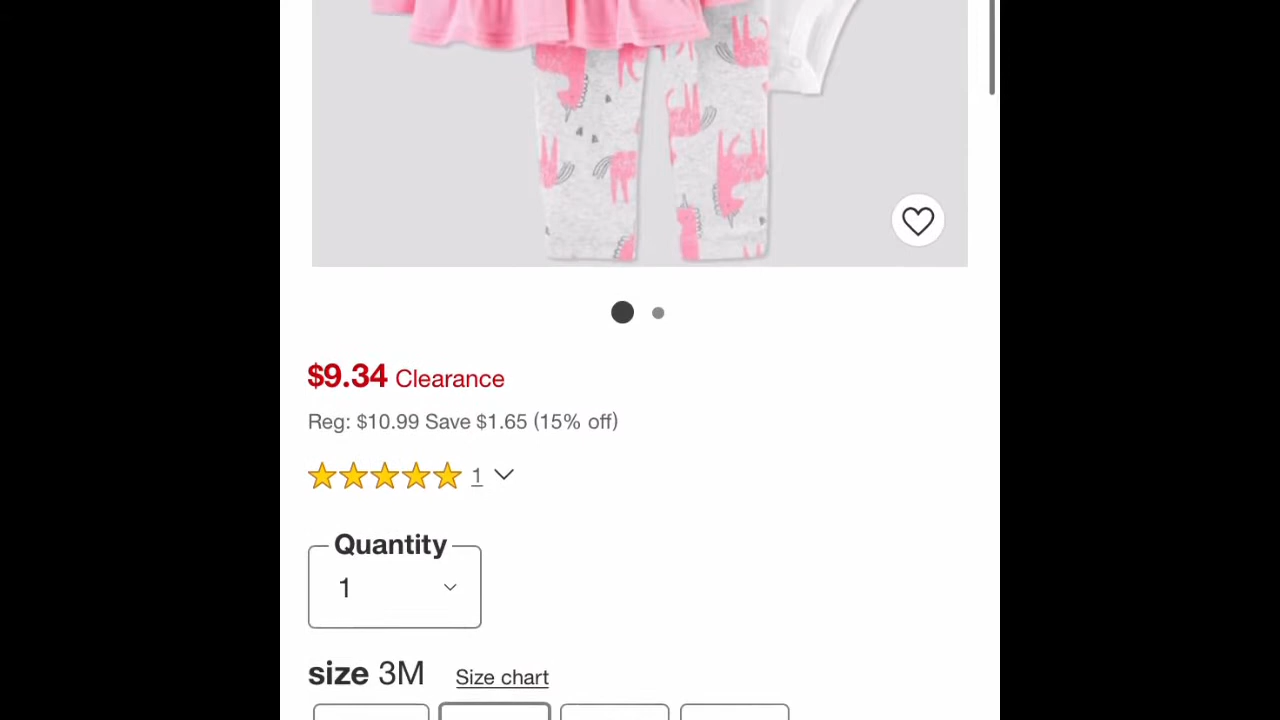 $9.34 Clearance
Reg: $10.99 Save $1.65 (15% off)
1
Quantity
1
size 3M Size chart